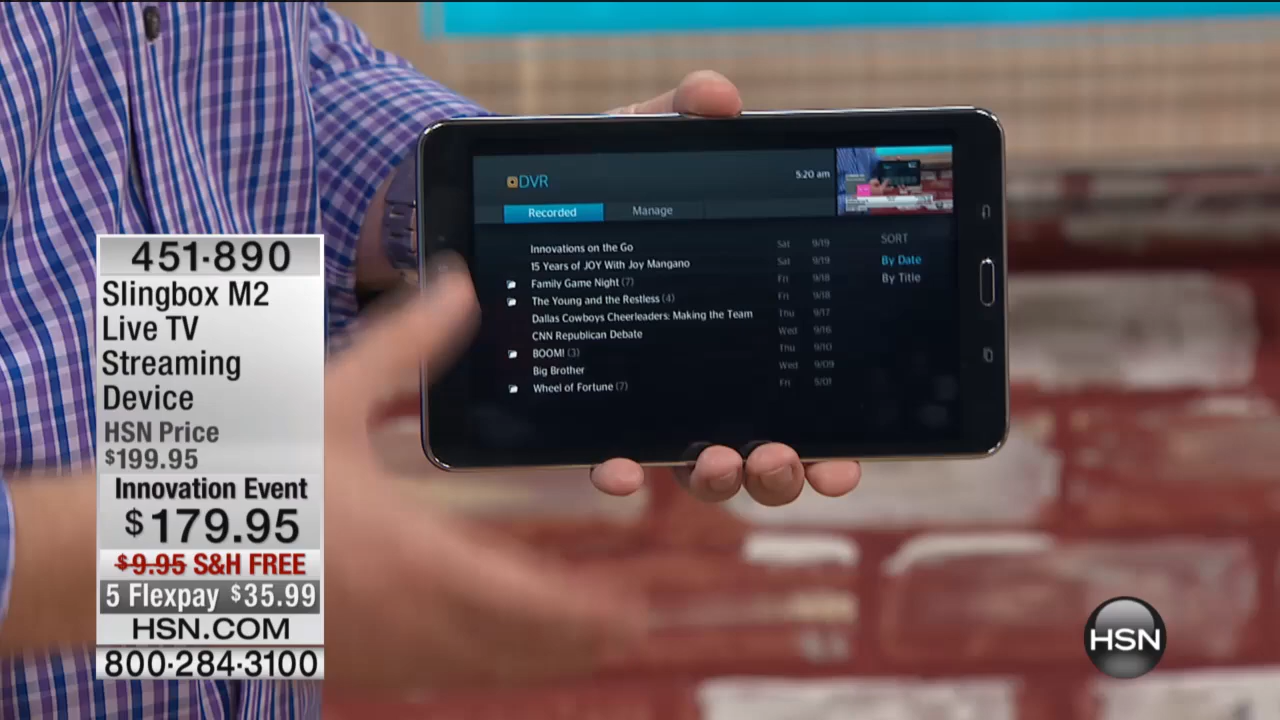 451·890
Slingbox M2
Live TV
Streaming
Device
HSN Price
$199.95
Innovation Event
$179.95
$9.95 S&H FREE
5 Flexpay $35.99
HSN.COM
800·284·3100
DVR
5:20 am
Recorded Manage
Innovations on the Go Sat 9/19
15 Years of JOY With Joy Mangano Sat 9/19
Family Game Night (7) Fri 9/18
The Young and the Restless (4) Fri 9/18
Dallas Cowboys Cheerleaders: Making the Team Thu 9/17
CNN Republican Debate Wed 9/16
BOOM! (3) Thu 9/10
Big Brother Wed 9/09
Wheel of Fortune (7) Fri 5/01
SORT
By Date
By Title
HSN